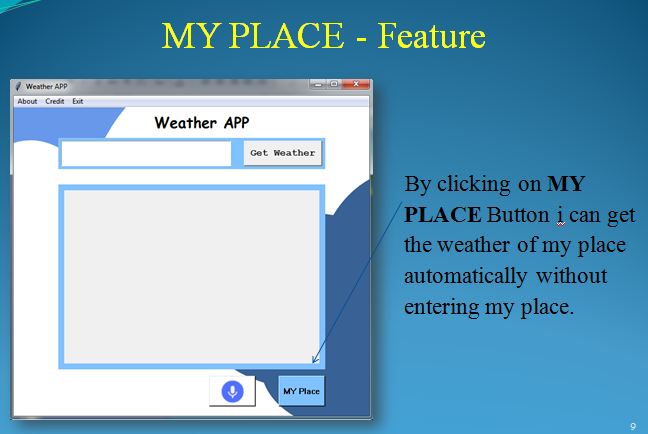 MY PLACE - Feature
Weather APP
About Credit Exit
Weather APP
Get Weather
By clicking on MY
PLACE Button i can get
the weather of my place
automatically without
entering my place.
MY Place
9